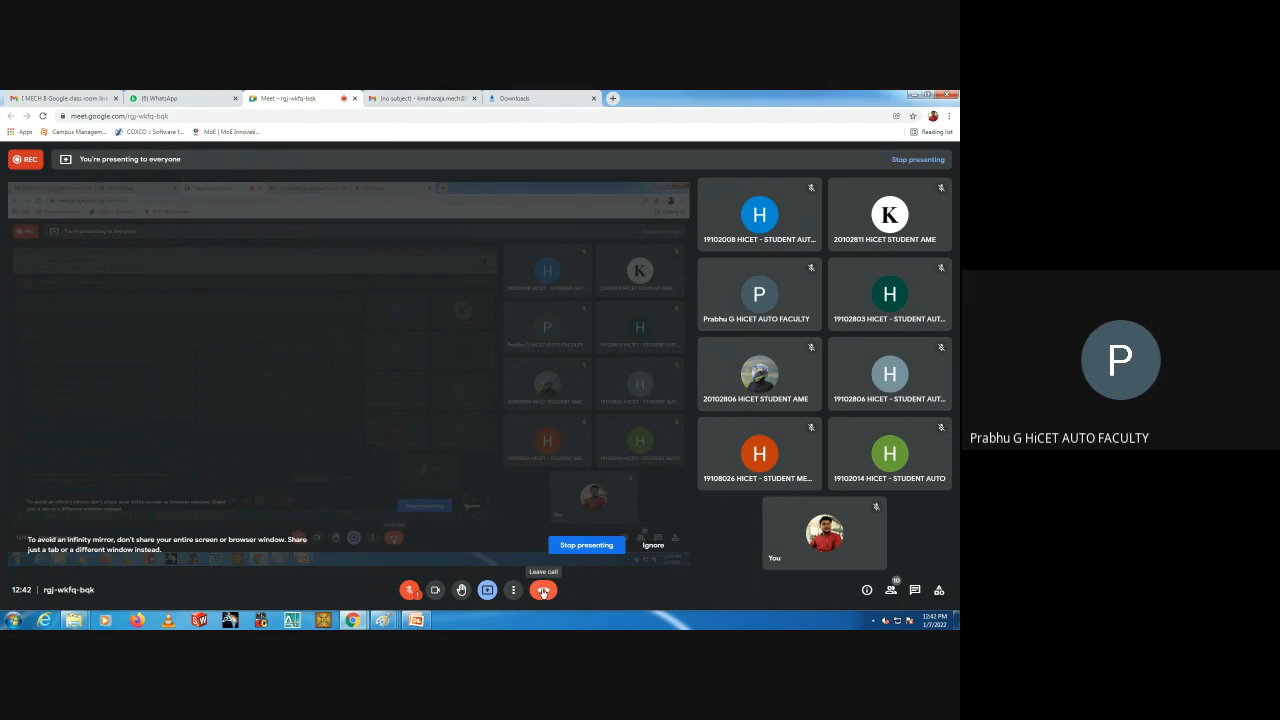 I MECH B Google class room lin
(6) WhatsApp
Meet – rgj-wkfq-bqk
(no subject) - kmaharaja.mech@
Downloads
meet.google.com/rgj-wkfq-bqk
Apps
Campus Managem...
COXCO :: Software f...
MoE | MoE Innovati...
Reading list
REC
You're presenting to everyone
Stop presenting
19102008 HiCET - STUDENT AUT...
20102811 HiCET STUDENT AME
Prabhu G HiCET AUTO FACULTY
19102803 HiCET - STUDENT AUT...
20102806 HiCET STUDENT AME
19102806 HiCET - STUDENT AUT...
19108026 HiCET - STUDENT ME...
19102014 HiCET - STUDENT AUTO
You
To avoid an infinity mirror, don't share your entire screen or browser window. Share
just a tab or a different window instead.
Stop presenting
Ignore
Leave call
12:42 | rgj-wkfq-bqk
10
12:42 PM
1/7/2022
P
Prabhu G HiCET AUTO FACULTY